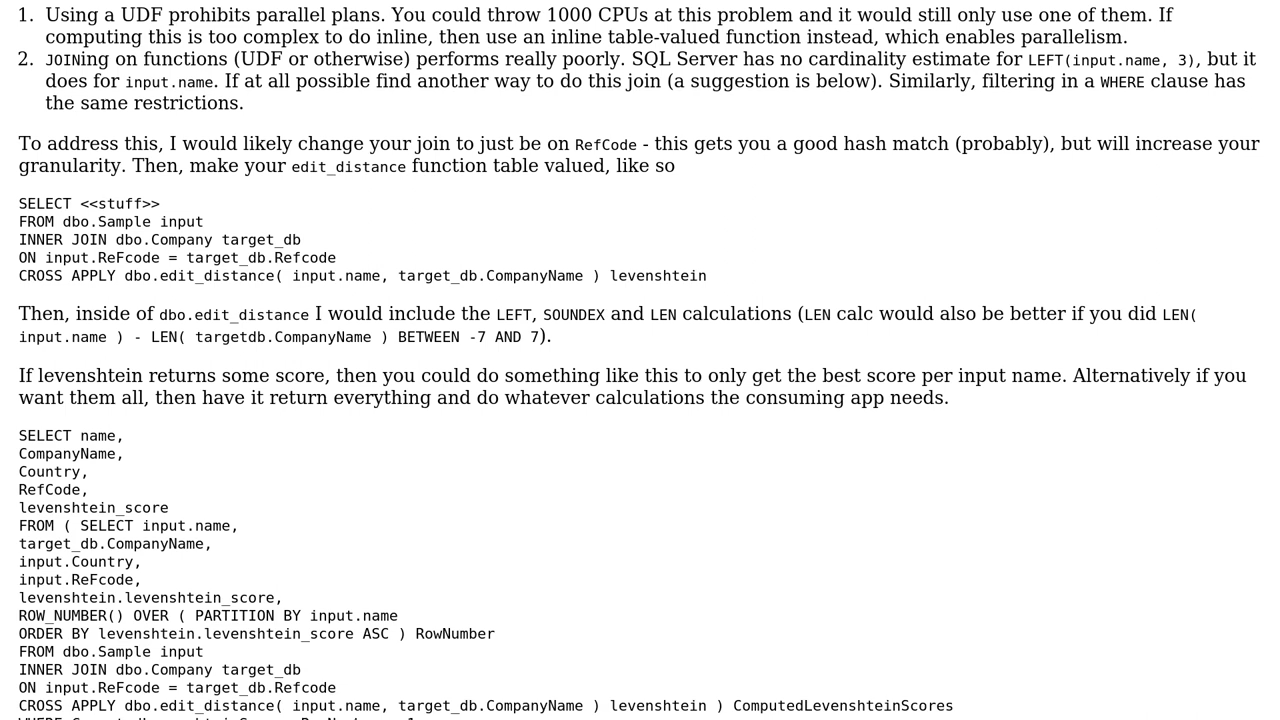 1. Using a UDF prohibits parallel plans. You could throw 1000 CPUs at this problem and it would still only use one of them. If
computing this is too complex to do inline, then use an inline table-valued function instead, which enables parallelism.
2. JOINing on functions (UDF or otherwise) performs really poorly. SQL Server has no cardinality estimate for LEFT(input.name, 3), but it
does for input.name. If at all possible find another way to do this join (a suggestion is below). Similarly, filtering in a WHERE clause has
the same restrictions.
To address this, I would likely change your join to just be on RefCode - this gets you a good hash match (probably), but will increase your
granularity. Then, make your edit_distance function table valued, like so
SELECT <<stuff>>
FROM dbo.Sample input
INNER JOIN dbo.Company target_db
ON input.ReFcode = target_db.Refcode
CROSS APPLY dbo.edit_distance( input.name, target_db.CompanyName ) levenshtein
Then, inside of dbo.edit_distance I would include the LEFT, SOUNDEX and LEN calculations (LEN calc would also be better if you did LEN(
input.name ) - LEN( targetdb.CompanyName ) BETWEEN -7 AND 7).
If levenshtein returns some score, then you could do something like this to only get the best score per input name. Alternatively if you
want them all, then have it return everything and do whatever calculations the consuming app needs.
SELECT name,
CompanyName,
Country,
RefCode,
levenshtein_score
FROM ( SELECT input.name,
target_db.CompanyName,
input.Country,
input.ReFcode,
levenshtein.levenshtein_score,
ROW_NUMBER() OVER ( PARTITION BY input.name
ORDER BY levenshtein.levenshtein_score ASC ) RowNumber
FROM dbo.Sample input
INNER JOIN dbo.Company target_db
ON input.ReFcode = target_db.Refcode
CROSS APPLY dbo.edit_distance( input.name, target_db.CompanyName ) levenshtein ) ComputedLevenshteinScores